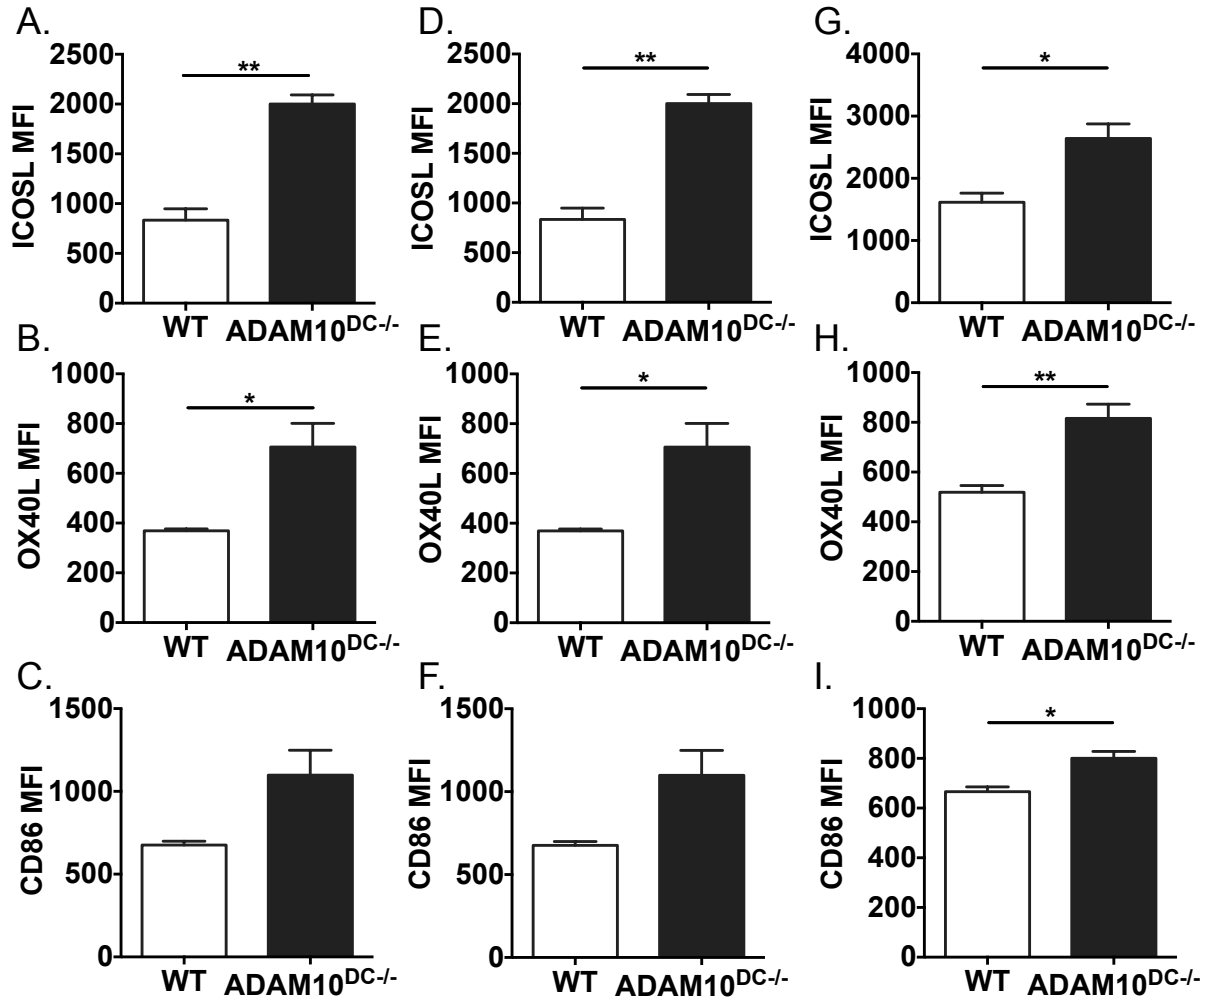 A.
ICOSL MFI
2500
2000
1500
1000
500
0
**
WT ADAM10DC-/-
D.
ICOSL MFI
2500
2000
1500
1000
500
0
**
WT ADAM10DC-/-
G.
ICOSL MFI
4000
3000
2000
1000
0
*
WT ADAM10DC-/-
B.
OX40L MFI
1000
800
600
400
200
0
*
WT ADAM10DC-/-
E.
OX40L MFI
1000
800
600
400
200
0
*
WT ADAM10DC-/-
H.
OX40L MFI
1000
800
600
400
200
0
**
WT ADAM10DC-/-
C.
CD86 MFI
1500
1000
500
0
WT ADAM10DC-/-
F.
CD86 MFI
1500
1000
500
0
WT ADAM10DC-/-
I.
CD86 MFI
1000
800
600
400
200
0
*
WT ADAM10DC-/-